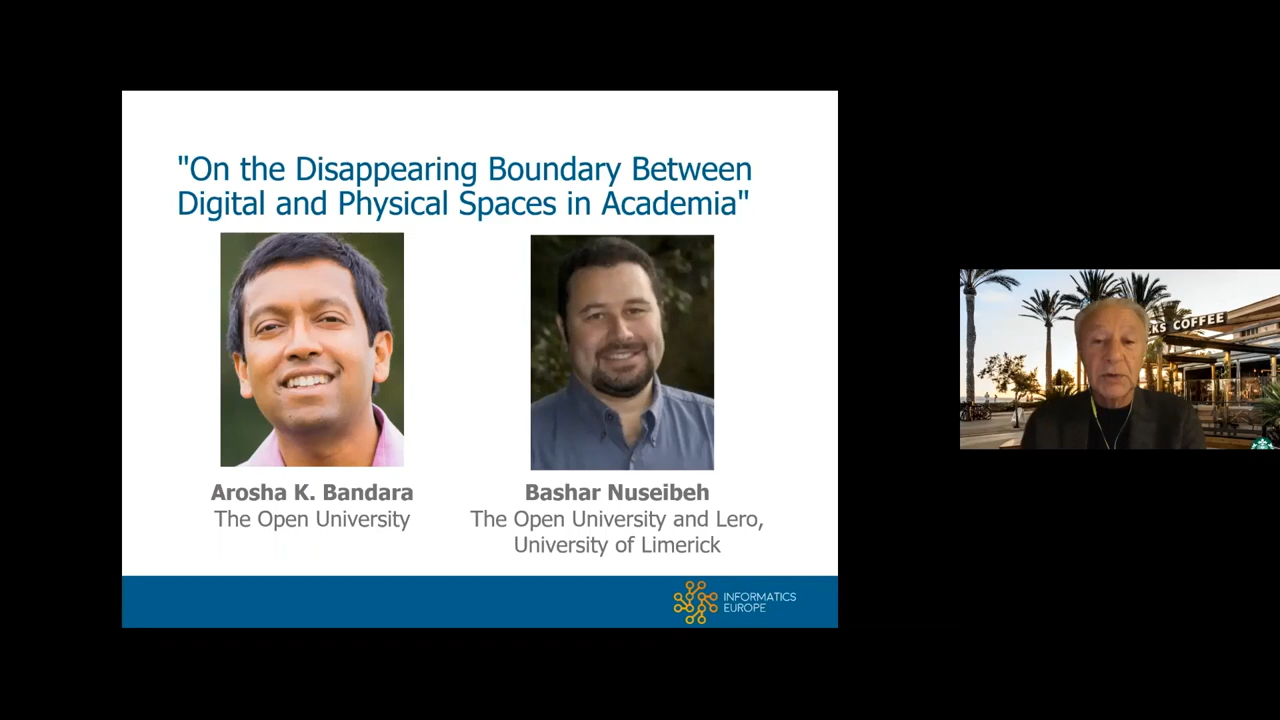 "On the Disappearing Boundary Between
Digital and Physical Spaces in Academia"
Arosha K. Bandara
The Open University
Bashar Nuseibeh
The Open University and Lero,
University of Limerick
INFORMATICS
EUROPE
COFFEE